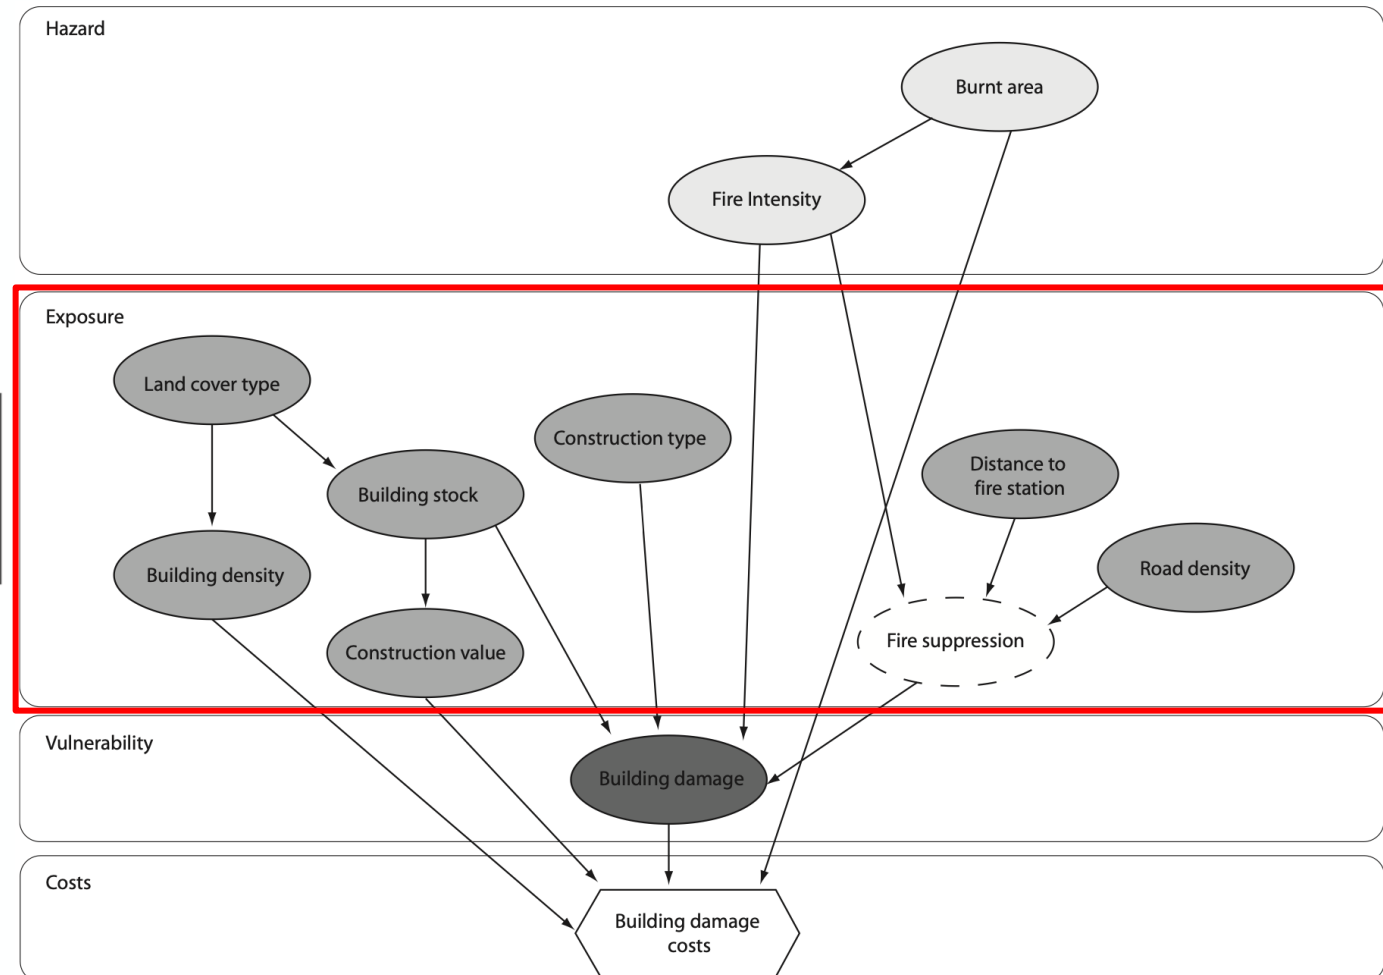 Hazard
Burnt area
Fire Intensity
Exposure
Land cover type
Construction type
Distance to
fire station
Building stock
Road density
Building density
Fire suppression
Construction value
Vulnerability
Building damage
Costs
Building damage
costs